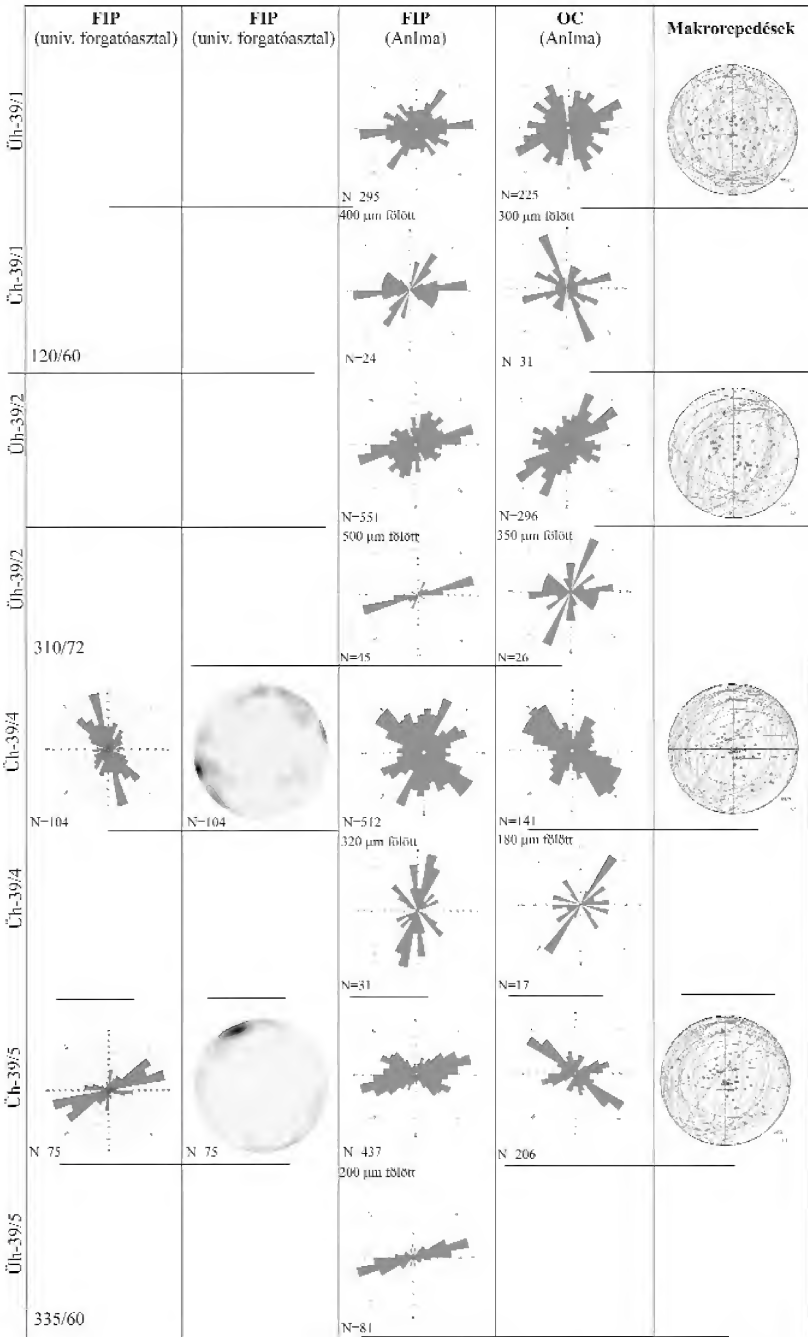 FIP
(univ. forgatóasztal)
FIP
(univ. forgatóasztal)
FIP
(AnIma)
OC
(AnIma)
Makrorepedések
Üh-39/1
N 295
N=225
Üh-39/1
120/60
400 µm fölött
N=24
300 µm fölött
N 31
Üh-39/2
N=551
N=296
Üh-39/2
310/72
500 µm fölött
N=45
350 µm fölött
N=26
Üh-39/4
N=104
N=104
N=512
N=141
Üh-39/4
320 µm fölött
N=31
180 µm fölött
N=17
Üh-39/5
N 75
N 75
N 437
N 206
Üh-39/5
335/60
200 µm fölött
N=81